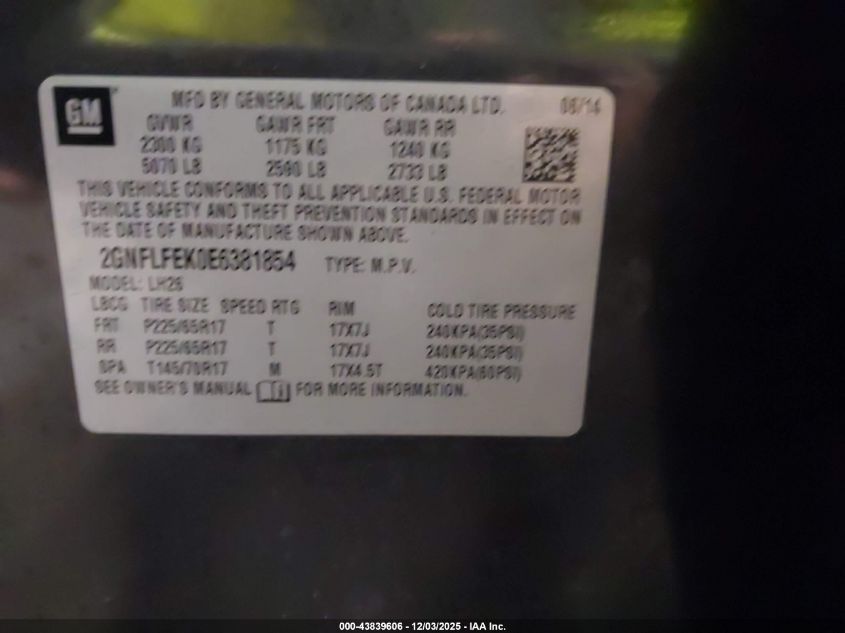 GM MFD BY GENERAL MOTORS OF CANADA LTD. 06/14
GVWR GAWR FRT GAWR RR
2300 KG 1175 KG 1240 KG
5070 LB 2590 LB 2733 LB
THIS VEHICLE CONFORMS TO ALL APPLICABLE U.S. FEDERAL MOTOR
VEHICLE SAFETY AND THEFT PREVENTION STANDARDS IN EFFECT ON
THE DATE OF MANUFACTURE SHOWN ABOVE.
2GNFLFEK0E6381854 TYPE: M.P.V.
MODEL: LH26
LBCG TIRE SIZE SPEED RTG RIM COLD TIRE PRESSURE
FRT P225/65R17 T 17X7J 240KPA(35PSI)
RR P225/65R17 T 17X7J 240KPA(35PSI)
SPA T145/70R17 M 17X4.5T 420KPA(60PSI)
SEE OWNER'S MANUAL FOR MORE INFORMATION.
000-43839606 - 12/03/2025 - IAA Inc.